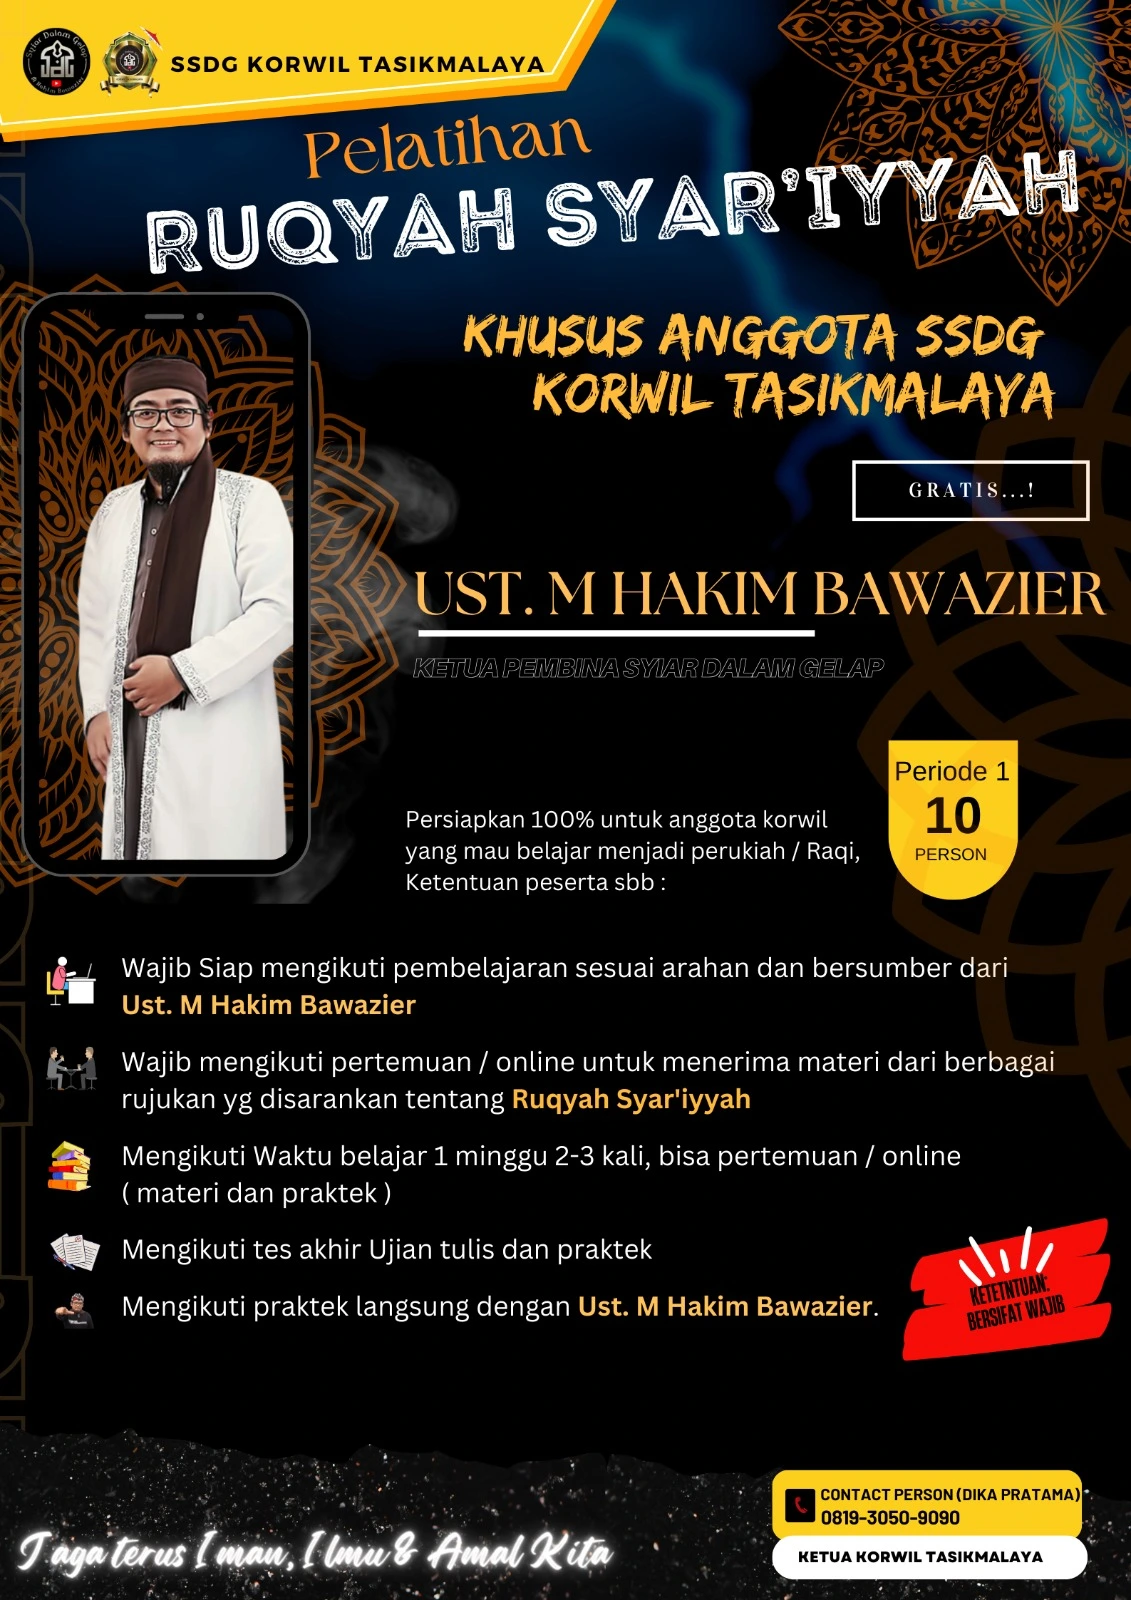 SSDG KORWIL TASIKMALAYA
Pelatihan
RUQYAH SYAR'IYYAH
KHUSUS ANGGOTA SSDG
KORWIL TASIKMALAYA
GRATIS...!
UST. M HAKIM BAWAZIER
KETUA PEMBINA SYIAR DALAM GELAP
Periode 1
10
PERSON
Persiapkan 100% untuk anggota korwil
yang mau belajar menjadi perukiah / Raqi,
Ketentuan peserta sbb :
Wajib Siap mengikuti pembelajaran sesuai arahan dan bersumber dari
Ust. M Hakim Bawazier
Wajib mengikuti pertemuan / online untuk menerima materi dari berbagai
rujukan yg disarankan tentang Ruqyah Syar'iyyah
Mengikuti Waktu belajar 1 minggu 2-3 kali, bisa pertemuan / online
( materi dan praktek )
Mengikuti tes akhir Ujian tulis dan praktek
Mengikuti praktek langsung dengan Ust. M Hakim Bawazier.
KETETNTUAN:
BERSIFAT WAJIB
CONTACT PERSON (DIKA PRATAMA)
0819-3050-9090
KETUA KORWIL TASIKMALAYA
Jaga terus Iman, Ilmu & Amal Kita